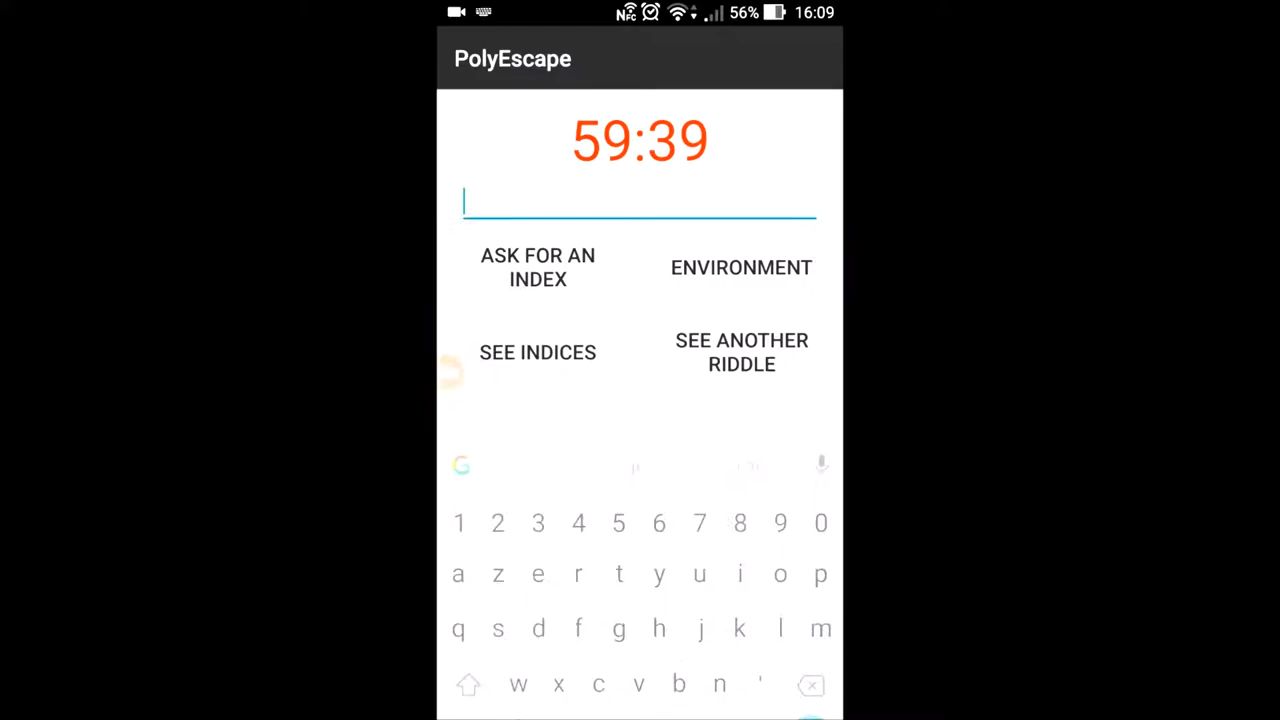 NFC 56% 16:09
PolyEscape
59:39
ASK FOR AN
INDEX
ENVIRONMENT
SEE INDICES
SEE ANOTHER
RIDDLE
G
1 2 3 4 5 6 7 8 9 0
a z e r t y u i o p
q s d f g h j k l m
w x c v b n '